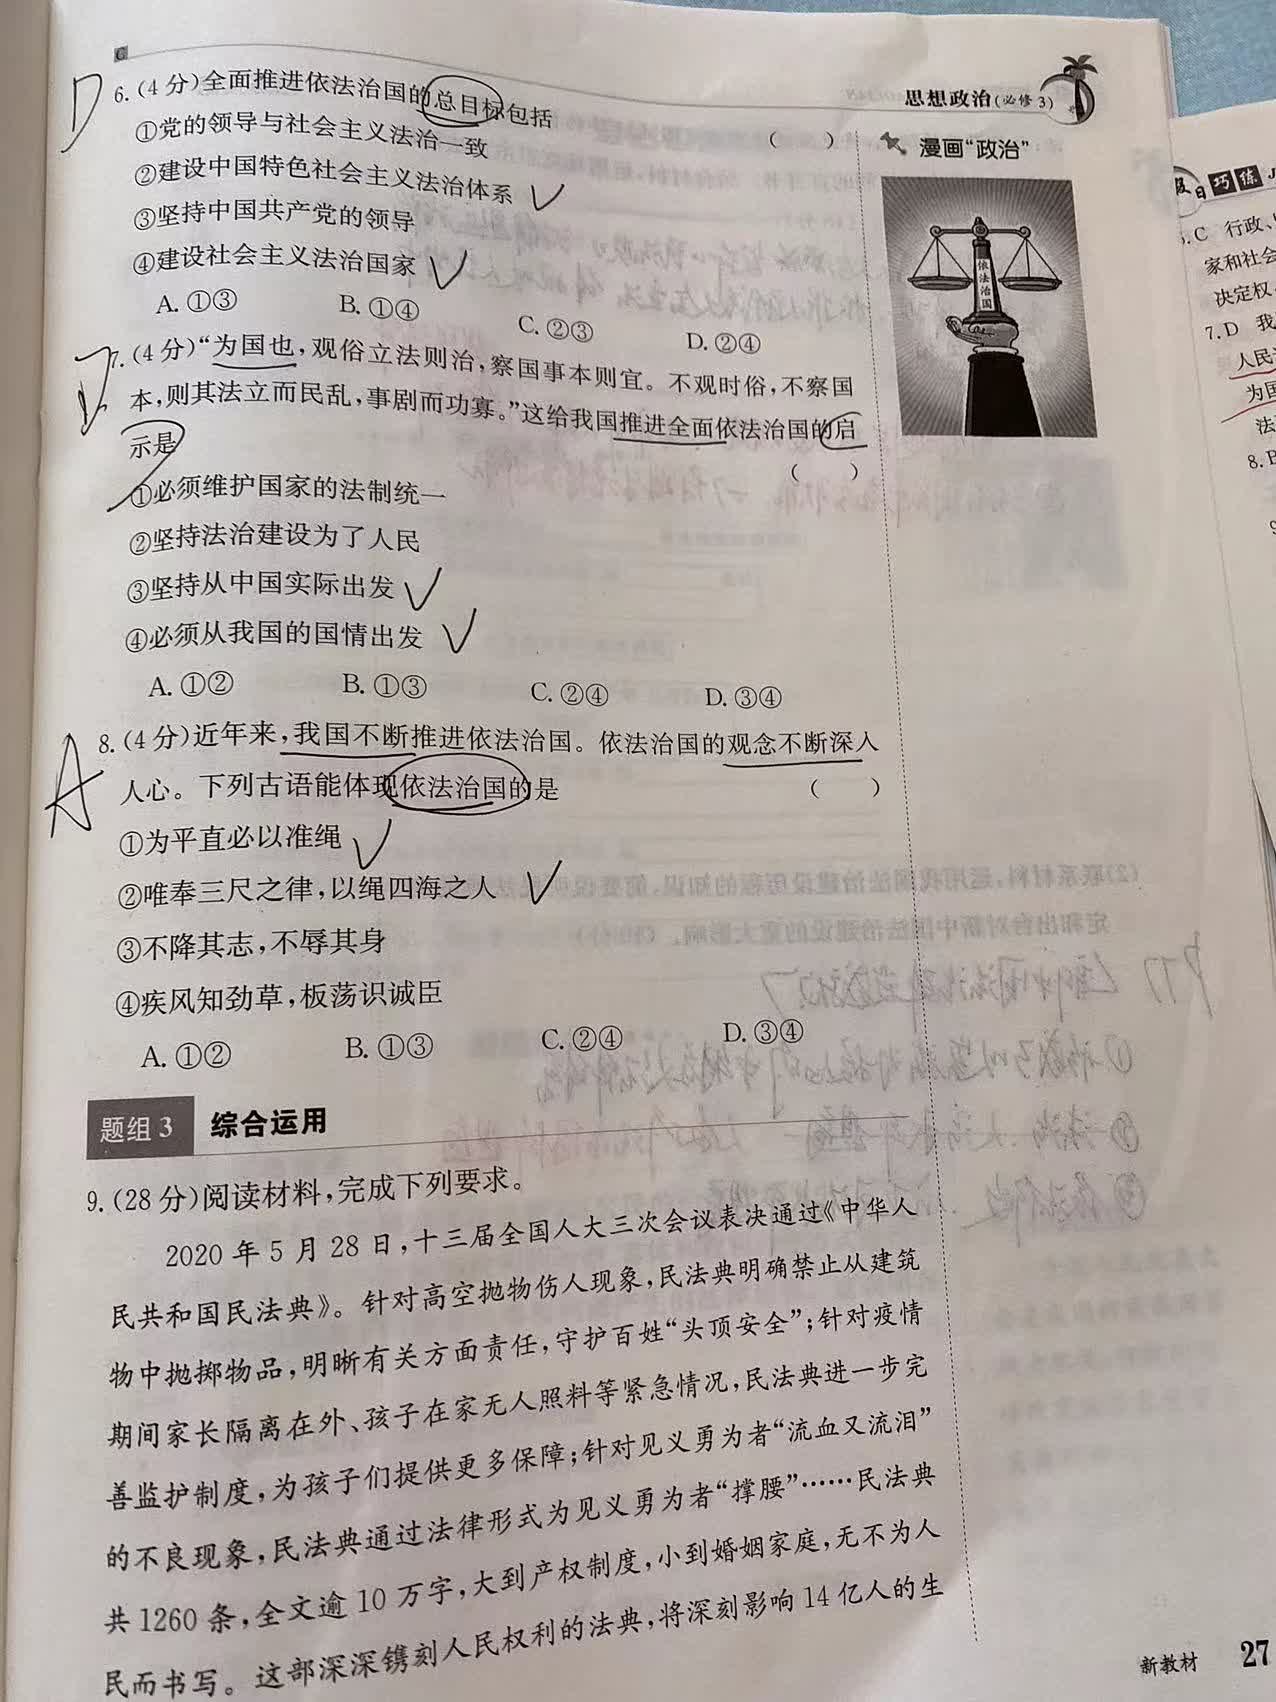 思想政治(必修3)
D
6.(4分)全面推进依法治国的总目标包括
( )
①党的领导与社会主义法治一致
②建设中国特色社会主义法治体系
③坚持中国共产党的领导
④建设社会主义法治国家
A.①③ B.①④ C.②③ D.②④
7.(4分)“为国也,观俗立法则治,察国事本则宜。不观时俗,不察国
本,则其法立而民乱,事剧而功寡。”这给我国推进全面依法治国的启
示是
( )
①必须维护国家的法制统一
②坚持法治建设为了人民
③坚持从中国实际出发
④必须从我国的国情出发
A.①② B.①③ C.②④ D.③④
A
8.(4分)近年来,我国不断推进依法治国。依法治国的观念不断深入
人心。下列古语能体现依法治国的是 ( )
①为平直必以准绳
②唯奉三尺之律,以绳四海之人
③不降其志,不辱其身
④疾风知劲草,板荡识诚臣
A.①② B.①③ C.②④ D.③④
题组3 综合运用
9.(28分)阅读材料,完成下列要求。
2020年5月28日,十三届全国人大三次会议表决通过《中华人
民共和国民法典》。针对高空抛物伤人现象,民法典明确禁止从建筑
物中抛掷物品,明晰有关方面责任,守护百姓“头顶安全”;针对疫情
期间家长隔离在外、孩子在家无人照料等紧急情况,民法典进一步完
善监护制度,为孩子们提供更多保障;针对见义勇为者“流血又流泪”
的不良现象,民法典通过法律形式为见义勇为者“撑腰”……民法典
共1260条,全文逾10万字,大到产权制度,小到婚姻家庭,无不为人
民而书写。这部深深镌刻人民权利的法典,将深刻影响14亿人的生
漫画“政治”
依法治国
新教材 27
假日巧练
C 行政、
家和社会
决定权
7.D 我
人民
为国
法
8.B